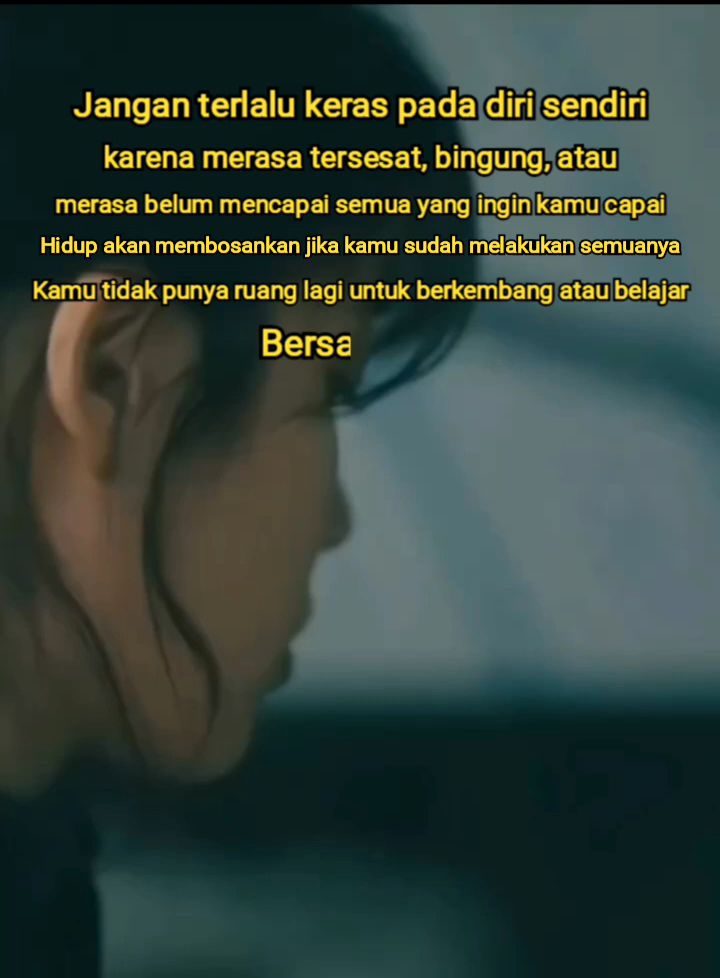 Jangan terlalu keras pada diri sendiri
karena merasa tersesat, bingung, atau
merasa belum mencapai semua yang ingin kamu capai
Hidup akan membosankan jika kamu sudah melakukan semuanya
Kamu tidak punya ruang lagi untuk berkembang atau belajar
Bersa